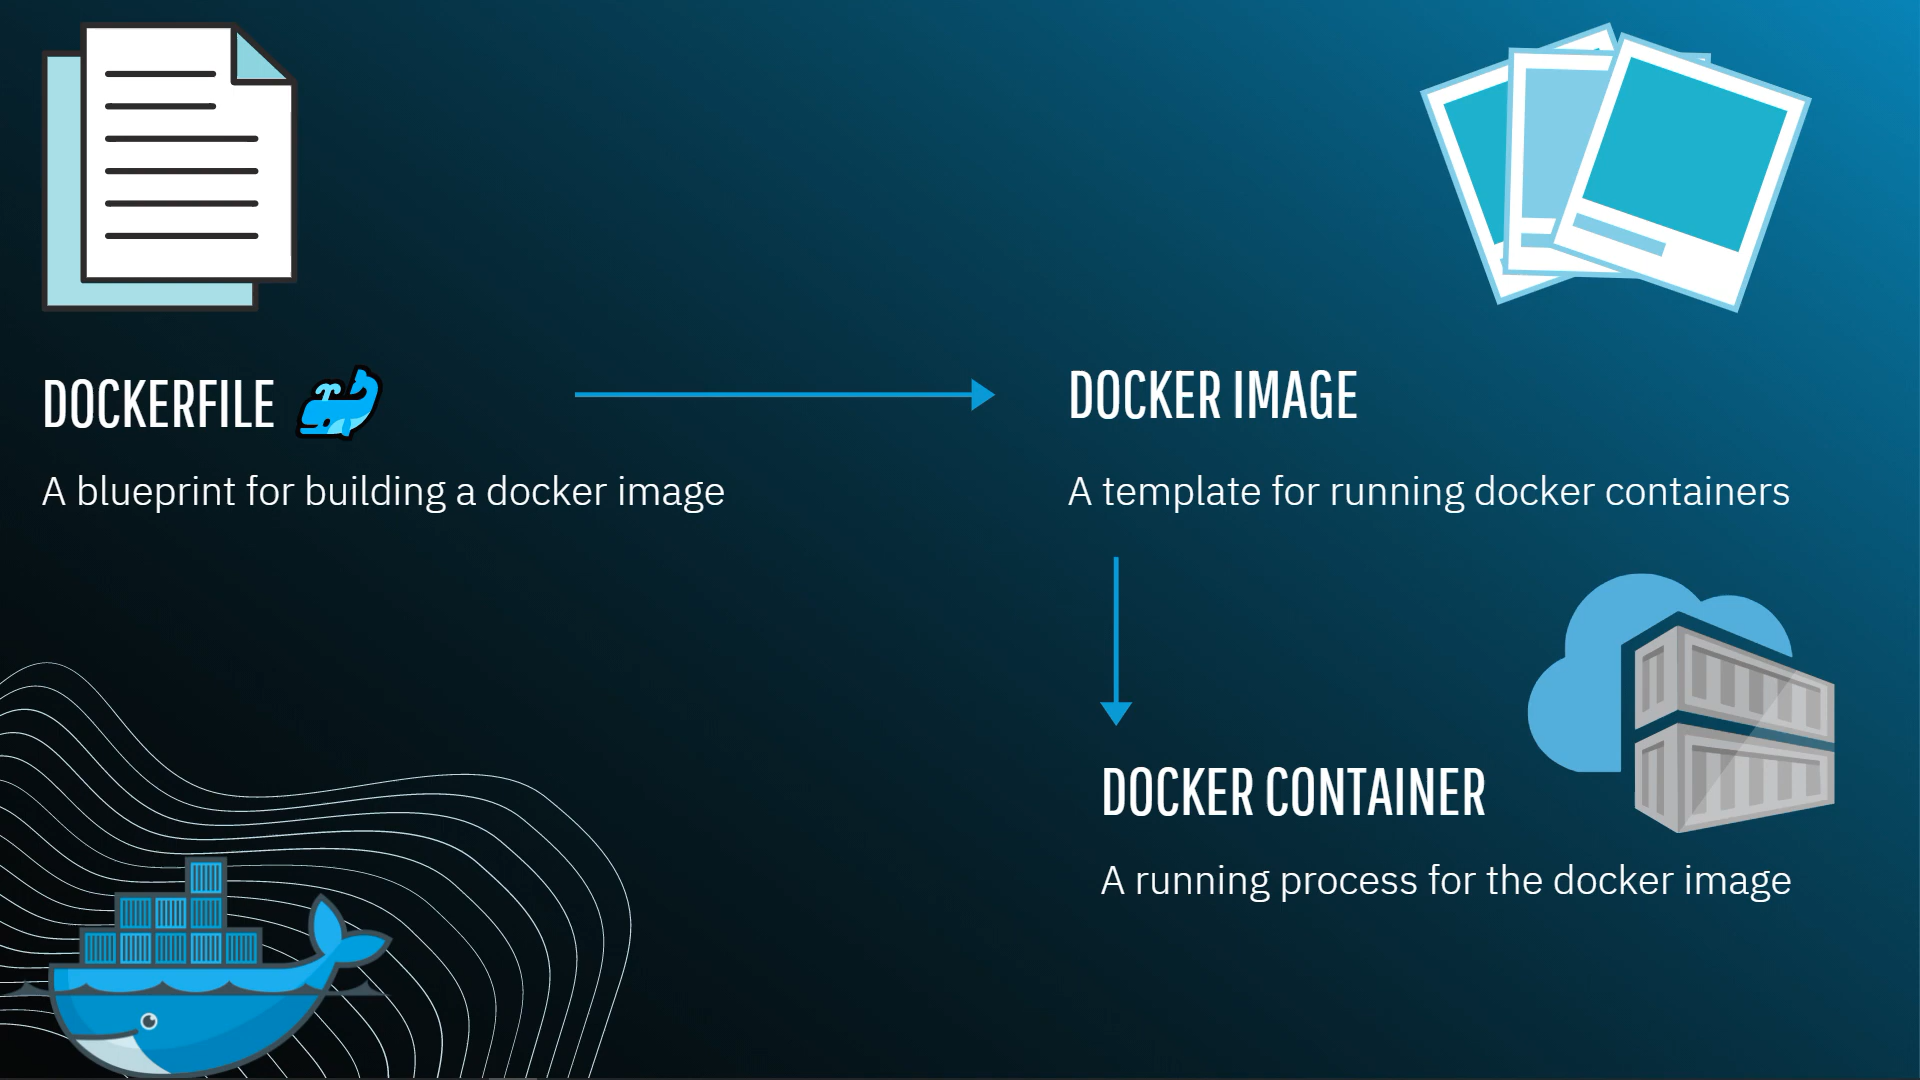 DOCKERFILE
A blueprint for building a docker image
DOCKER IMAGE
A template for running docker containers
DOCKER CONTAINER
A running process for the docker image